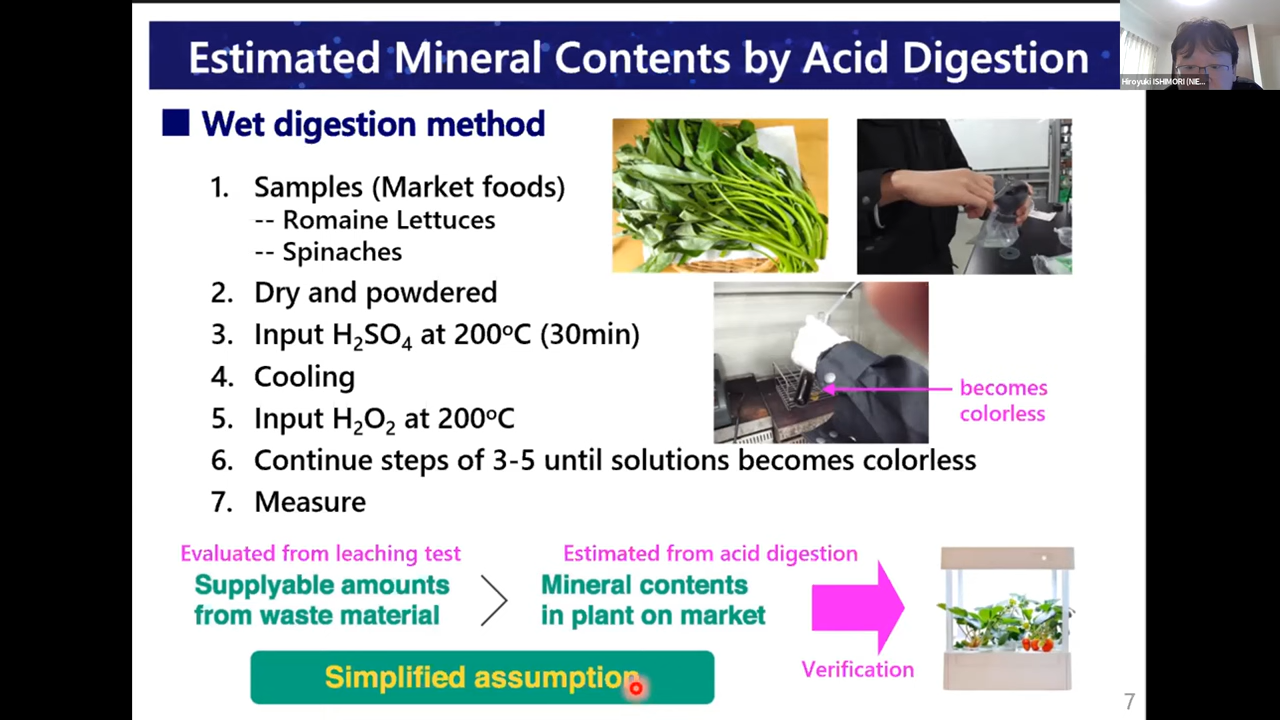 Estimated Mineral Contents by Acid Digestion
Hiroyuki ISHIMORI (NE...
Wet digestion method
1. Samples (Market foods)
-- Romaine Lettuces
-- Spinaches
2. Dry and powdered
3. Input H₂SO₄ at 200ºC (30min)
4. Cooling
5. Input H₂O₂ at 200ºC
becomes
colorless
6. Continue steps of 3-5 until solutions becomes colorless
7. Measure
Evaluated from leaching test
Supplyable amounts
from waste material
Estimated from acid digestion
Mineral contents
in plant on market
Verification
Simplified assumption
7